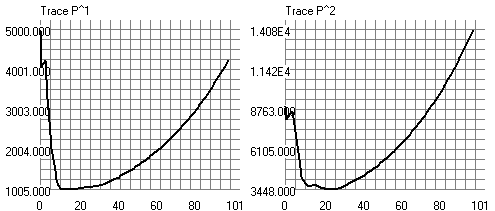 Trace P^1
5000.000
4001.000
3003.000
2004.000
1005.000
0 20 40 60 80 101
Trace P^2
1.408E4
1.142E4
8763.000
6105.000
3448.000
0 20 40 60 80 101